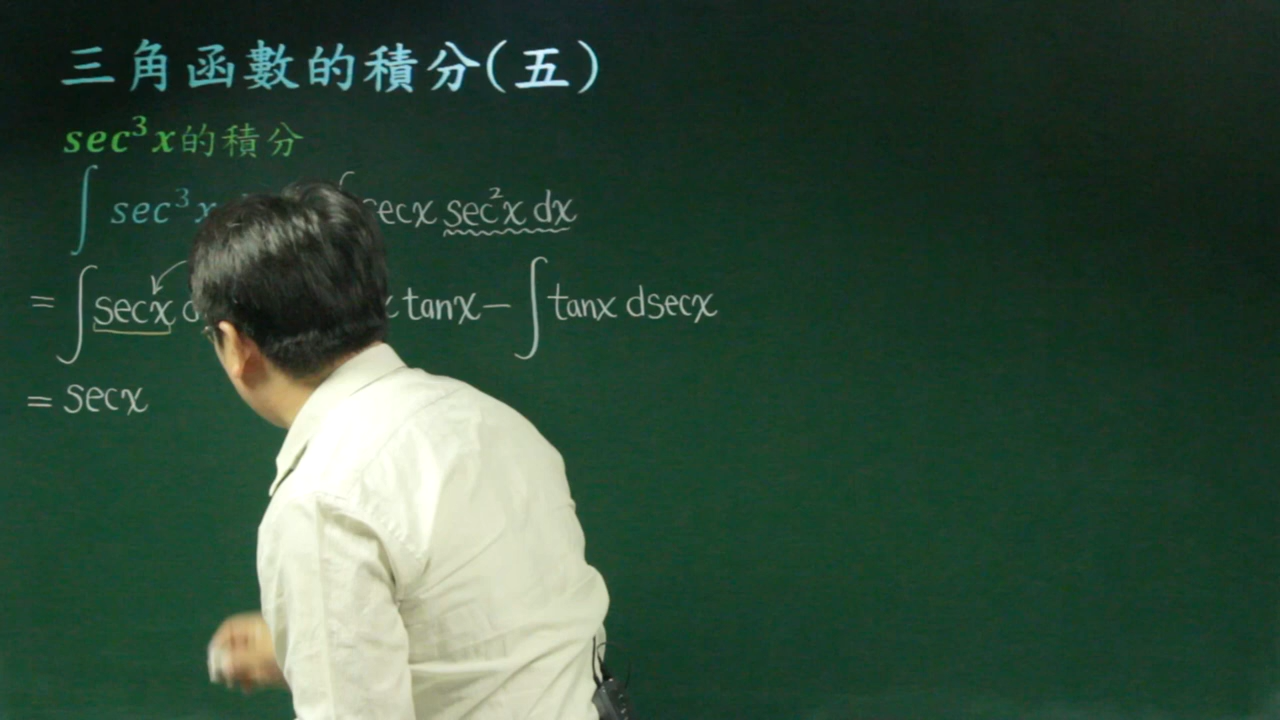 三角函數的積分(五)
sec³x的積分
∫ sec³x secx sec²x dx
= ∫ secx tanx − ∫ tanx dsecx
= secx